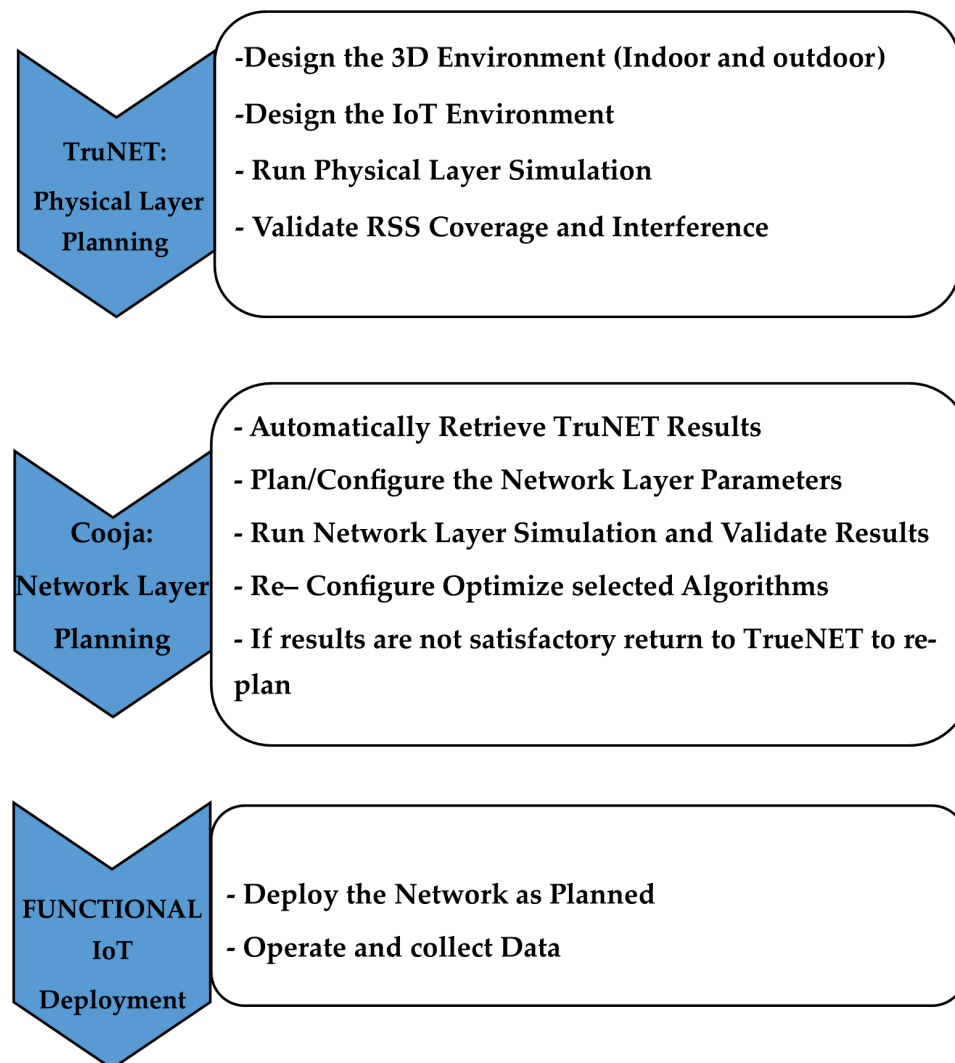 TruNET:
Physical Layer
Planning
-Design the 3D Environment (Indoor and outdoor)
-Design the IoT Environment
- Run Physical Layer Simulation
- Validate RSS Coverage and Interference
Cooja:
Network Layer
Planning
- Automatically Retrieve TruNET Results
- Plan/Configure the Network Layer Parameters
- Run Network Layer Simulation and Validate Results
- Re– Configure Optimize selected Algorithms
- If results are not satisfactory return to TrueNET to re-
plan
FUNCTIONAL
IoT
Deployment
- Deploy the Network as Planned
- Operate and collect Data